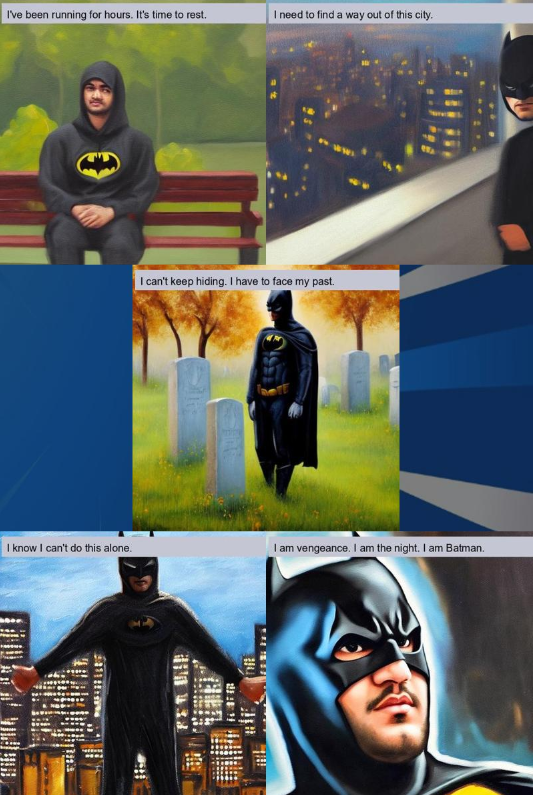 I've been running for hours. It's time to rest.
I need to find a way out of this city.
I can't keep hiding. I have to face my past.
I know I can't do this alone.
I am vengeance. I am the night. I am Batman.